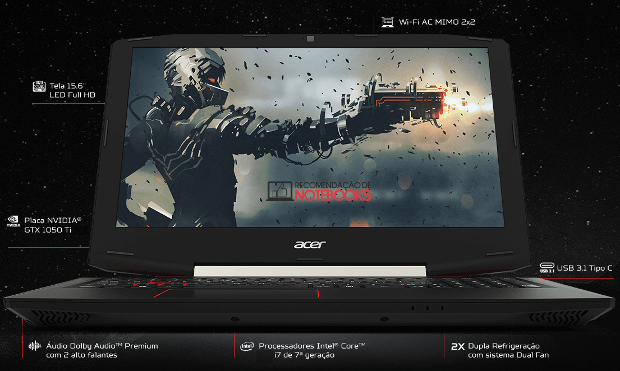 Wi-Fi AC MIMO 2x2
Tela 15.6"
LED Full HD
RECOMENDAÇÃO DE
NOTEBOOKS
Placa NVIDIA®
GTX 1050 Ti
acer
USB 3.1 Tipo C
Áudio Dolby Audio™ Premium
com 2 alto falantes
Processadores Intel® Core™
i7 de 7ª geração
2X Dupla Refrigeração
com sistema Dual Fan